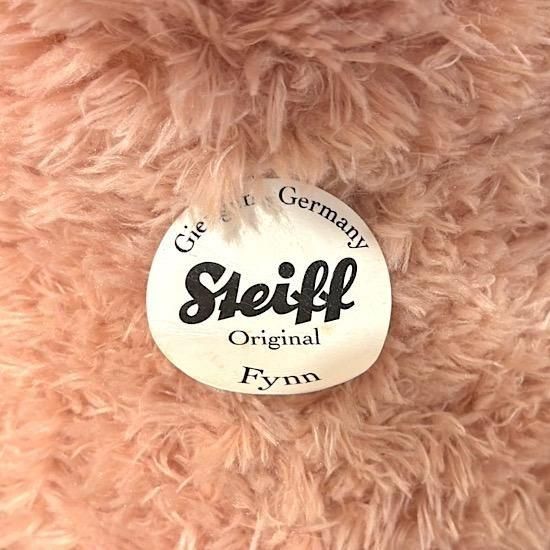 Germany
Steiff
Original
Fynn